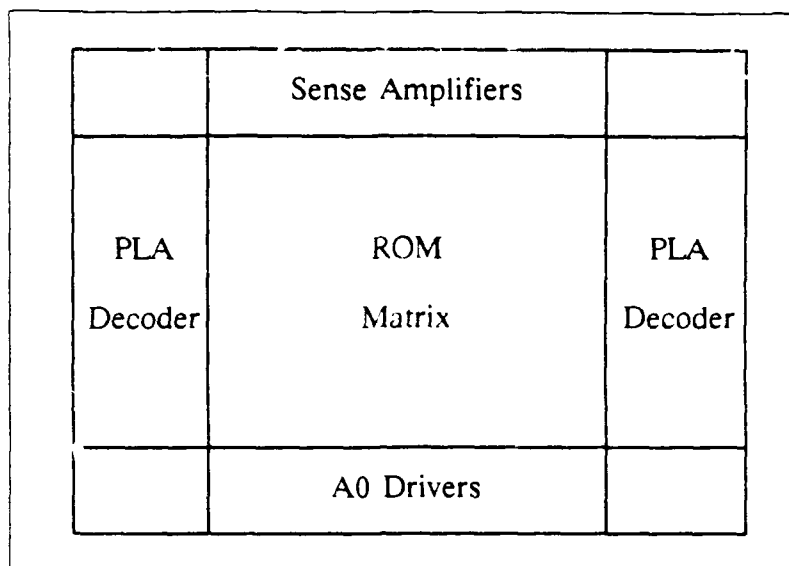 Sense Amplifiers
PLA
Decoder
ROM
Matrix
PLA
Decoder
A0 Drivers